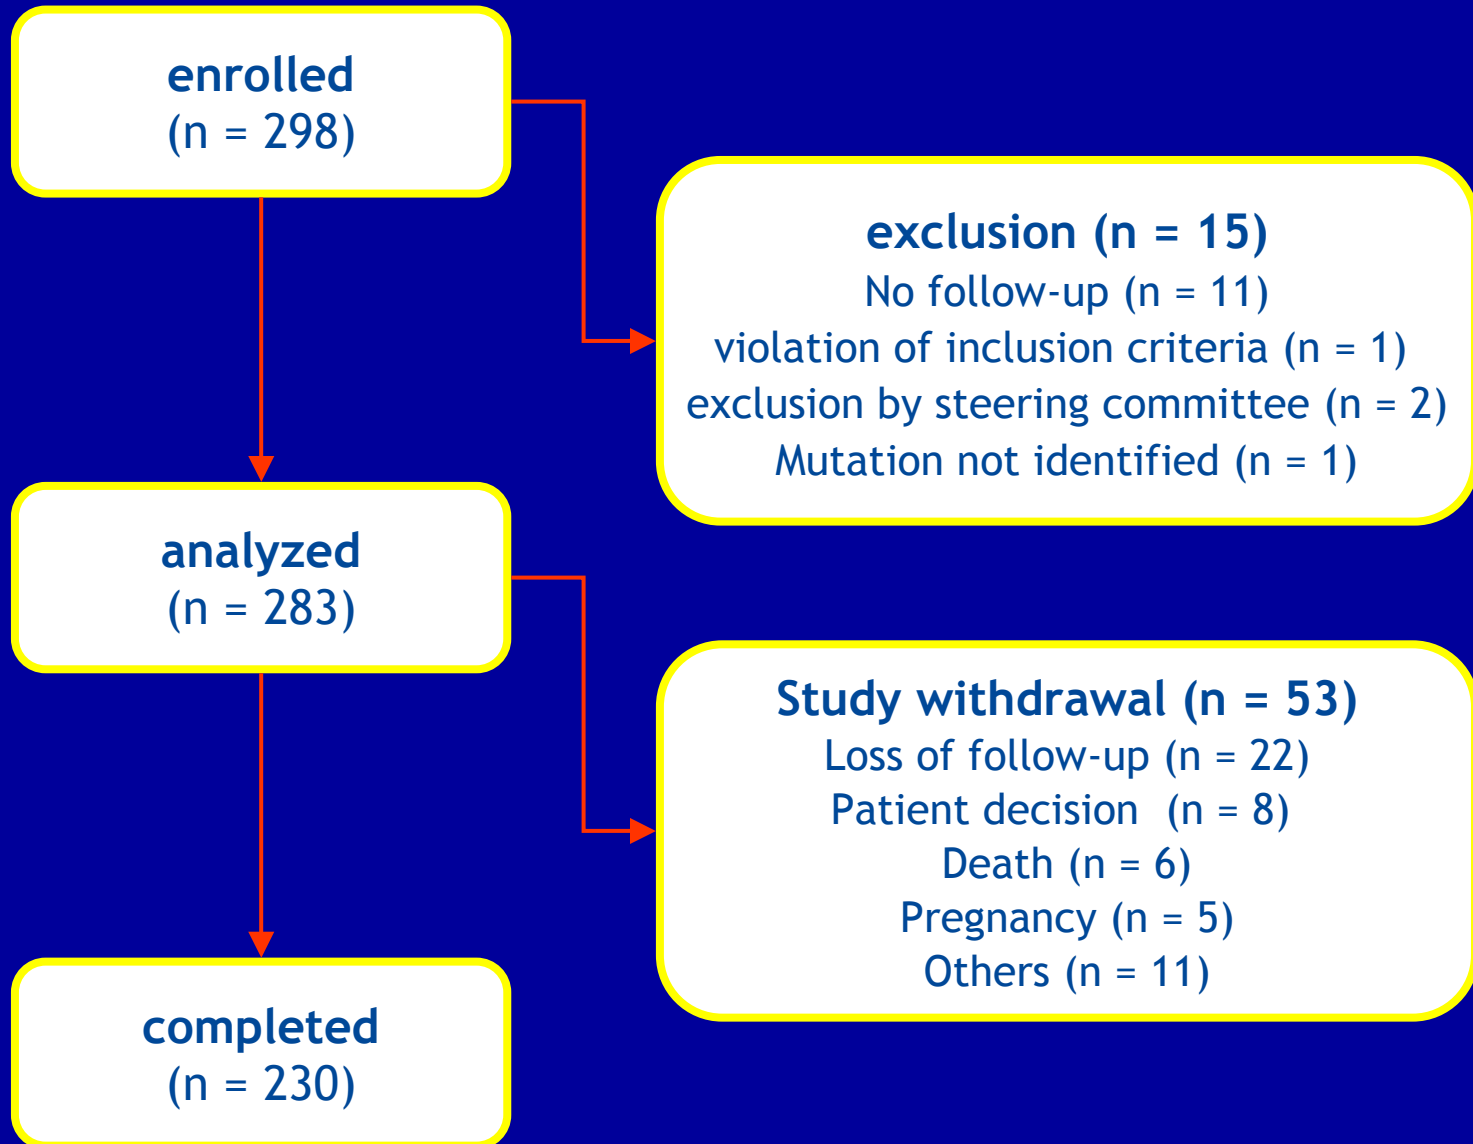 enrolled
(n = 298)
exclusion (n = 15)
No follow-up (n = 11)
violation of inclusion criteria (n = 1)
exclusion by steering committee (n = 2)
Mutation not identified (n = 1)
analyzed
(n = 283)
Study withdrawal (n = 53)
Loss of follow-up (n = 22)
Patient decision  (n = 8)
Death (n = 6)
Pregnancy (n = 5)
Others (n = 11)
completed
(n = 230)